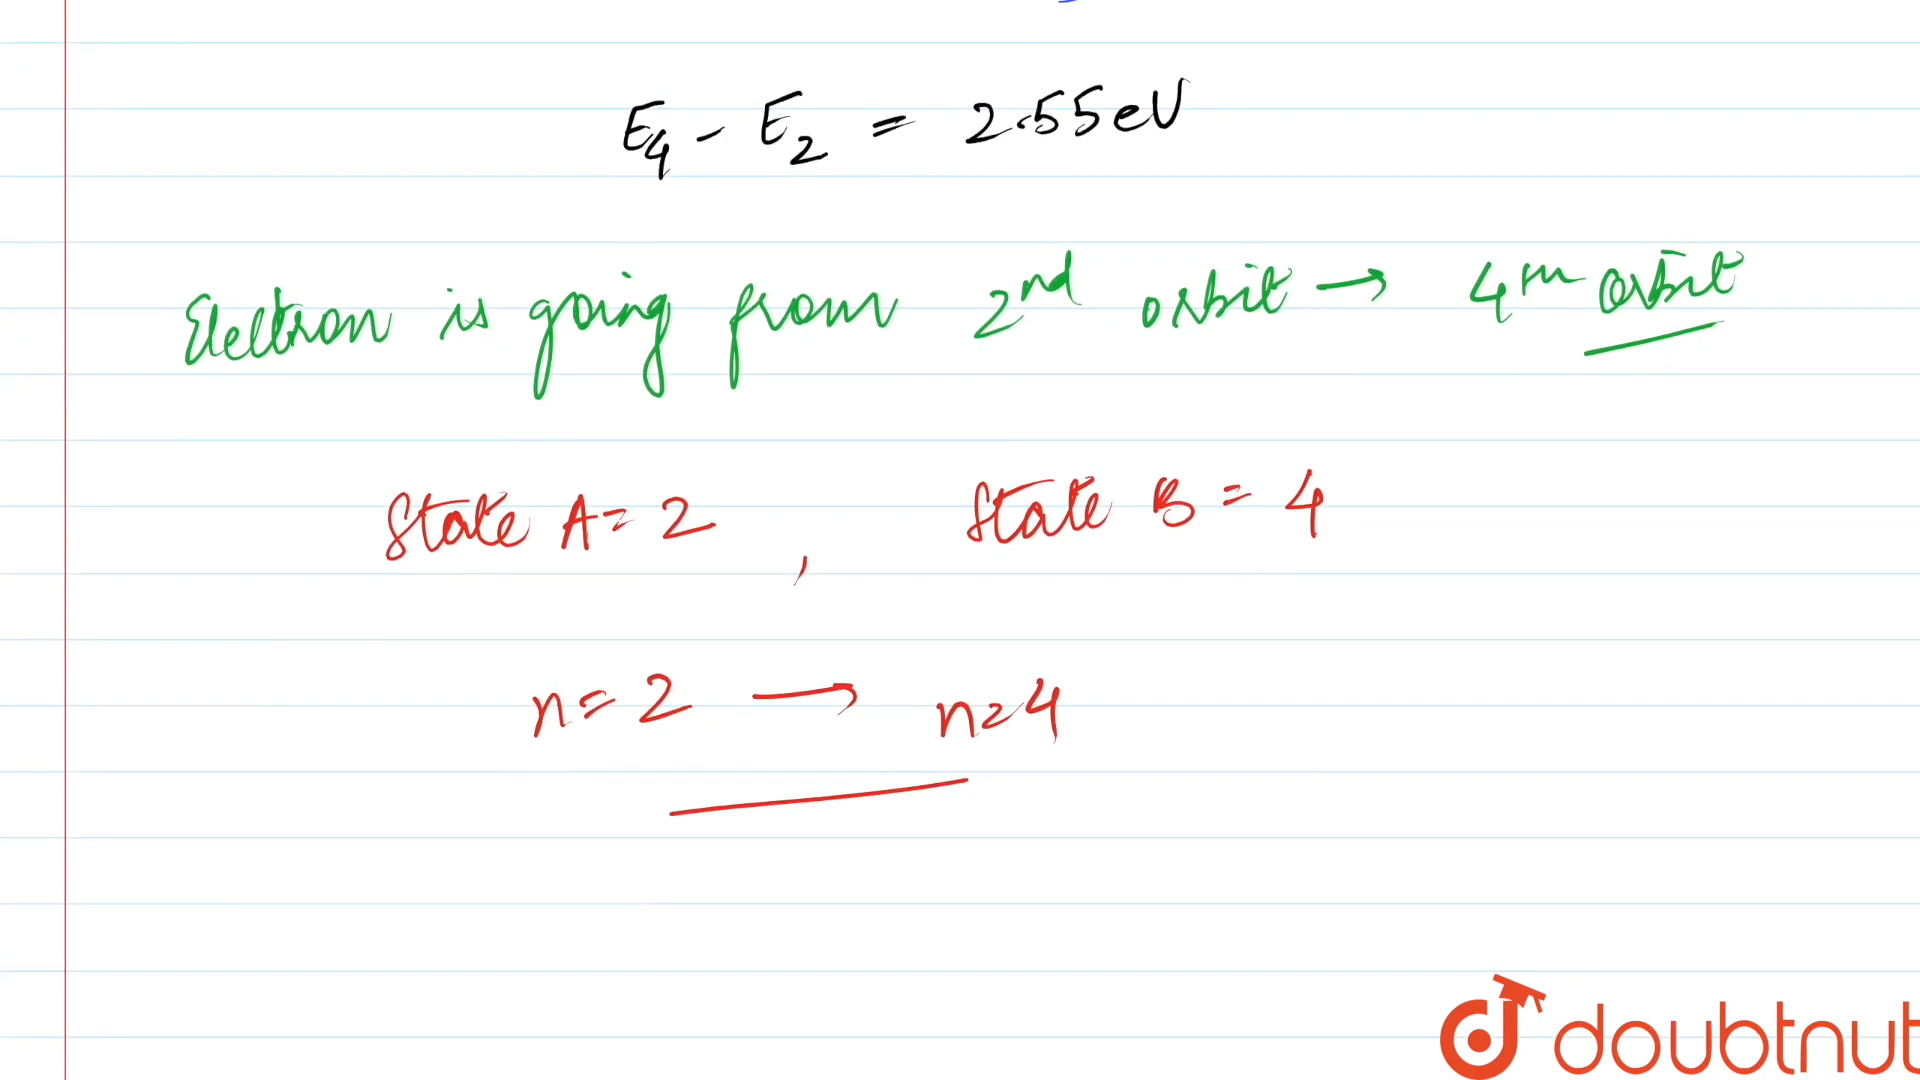 E₄ - E₂ = 2.55eV
Electron is going from 2ⁿᵈ orbit → 4ᵗʰ orbit
State A = 2 , State B = 4
n = 2 → n = 4
doubtnut